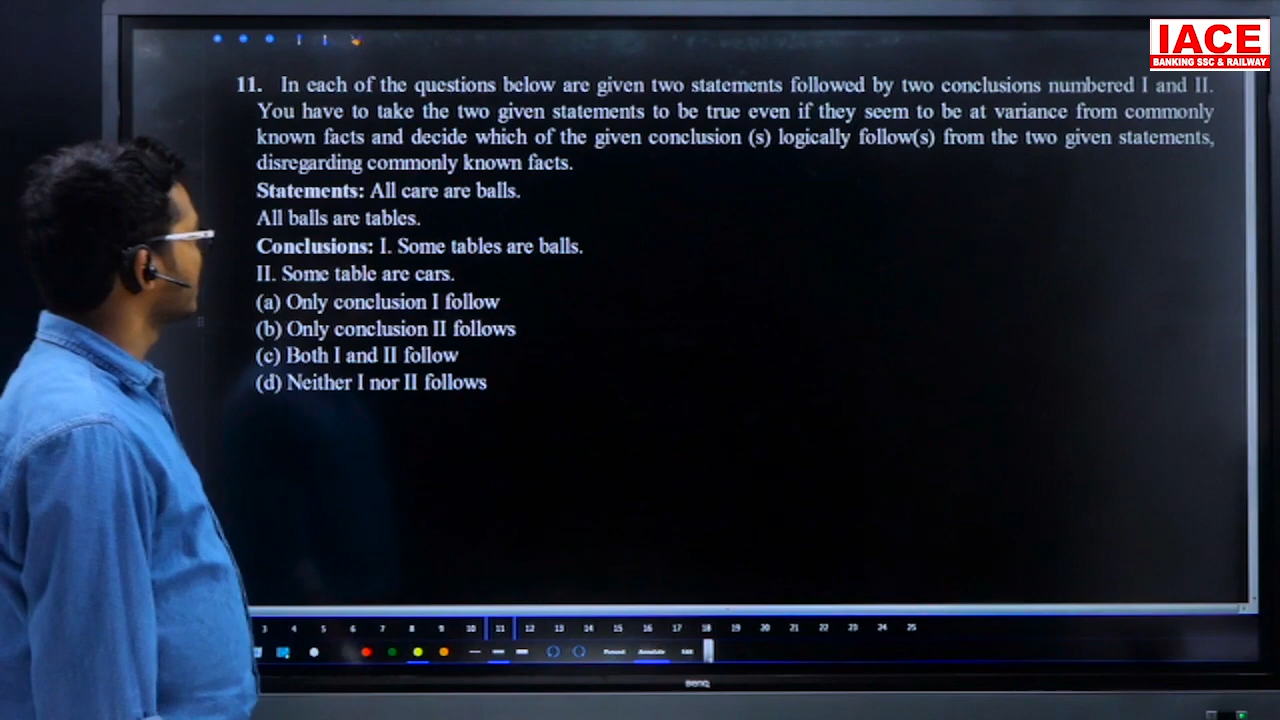 IACE
BANKING SSC & RAILWAY
11. In each of the questions below are given two statements followed by two conclusions numbered I and II.
You have to take the two given statements to be true even if they seem to be at variance from commonly
known facts and decide which of the given conclusion (s) logically follow(s) from the two given statements,
disregarding commonly known facts.
Statements: All care are balls.
All balls are tables.
Conclusions: I. Some tables are balls.
II. Some table are cars.
(a) Only conclusion I follow
(b) Only conclusion II follows
(c) Both I and II follow
(d) Neither I nor II follows
3 4 5 6 7 8 9 10 11 12 13 14 15 16 17 18 19 20 21 22 23 24 25
Annotate Edit
BenQ